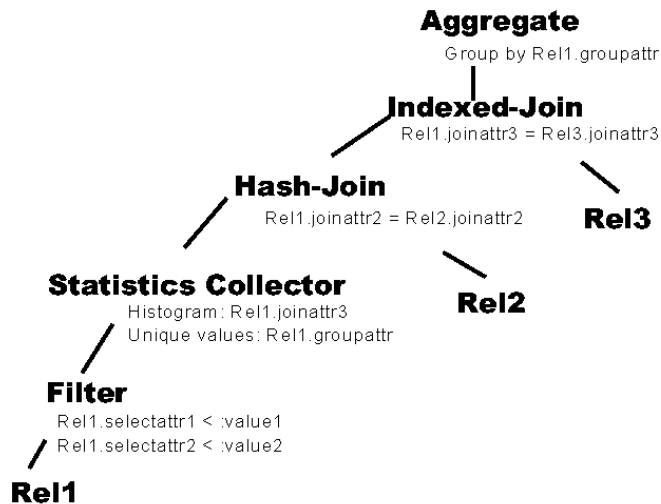 Aggregate
Group by Rel1.groupattr
Indexed-Join
Rel1.joinattr3 = Rel3.joinattr3
Hash-Join
Rel1.joinattr2 = Rel2.joinattr2
Rel3
Statistics Collector
Histogram: Rel1.joinattr3
Unique values: Rel1.groupattr
Rel2
Filter
Rel1.selectattr1 < :value1
Rel1.selectattr2 < :value2
Rel1